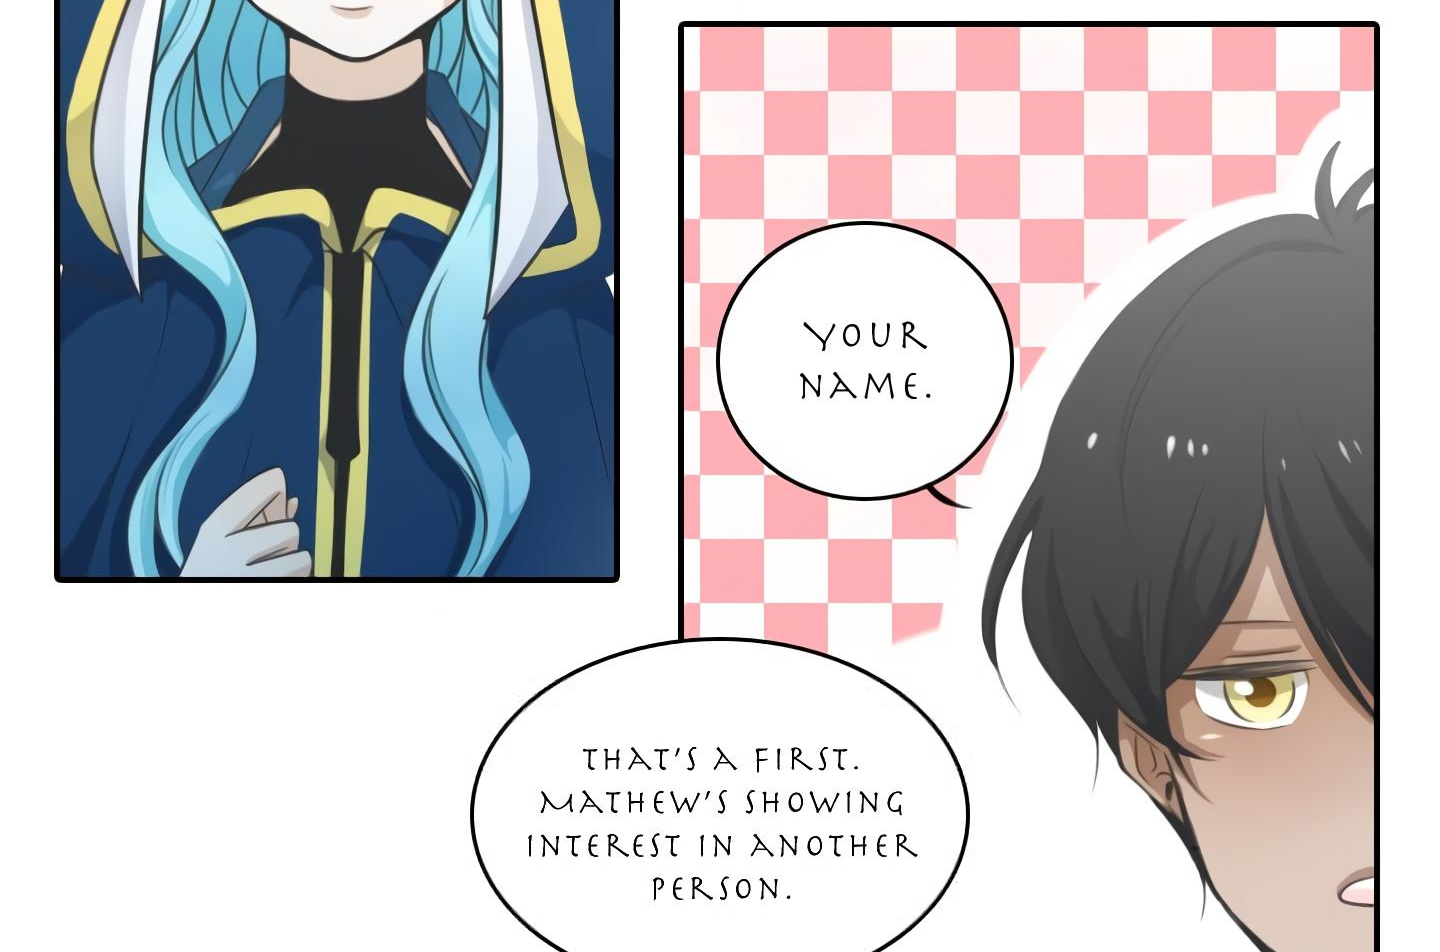 YOUR
NAME.
THAT'S A FIRST.
MATHEW'S SHOWING
INTEREST IN ANOTHER
PERSON.